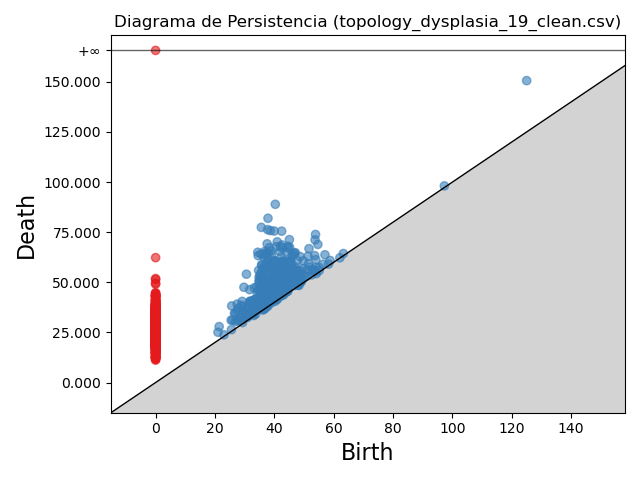 Diagrama de Persistencia (topology_dysplasia_19_clean.csv)
+∞
150.000
125.000
100.000
75.000
50.000
25.000
0.000
Death
0 20 40 60 80 100 120 140
Birth